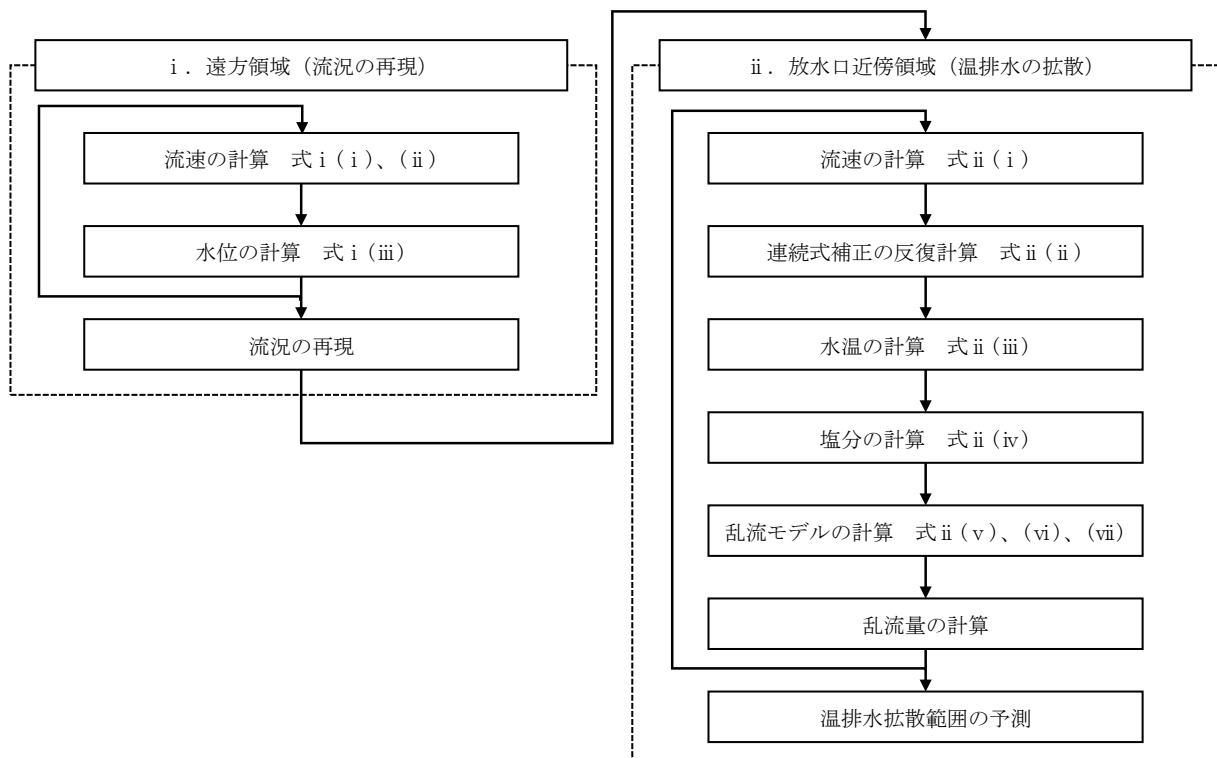 ⅰ．遠方領域（流況の再現）
流速の計算　式ⅰ(ⅰ)、(ⅱ)
水位の計算　式ⅰ(ⅲ)
流況の再現
ⅱ．放水口近傍領域（温排水の拡散）
流速の計算　式ⅱ(ⅰ)
連続式補正の反復計算　式ⅱ(ⅱ)
水温の計算　式ⅱ(ⅲ)
塩分の計算　式ⅱ(ⅳ)
乱流モデルの計算　式ⅱ(ⅴ)、(ⅵ)、(ⅶ)
乱流量の計算
温排水拡散範囲の予測